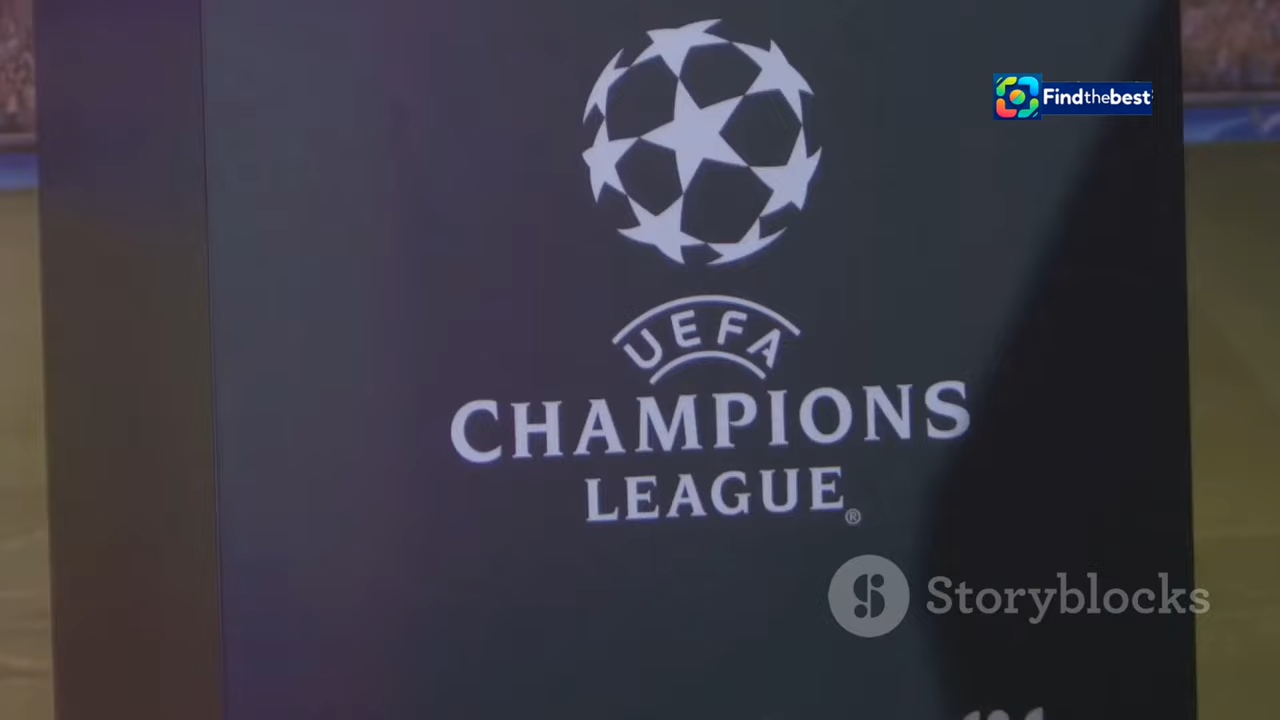 Findthebest
UEFA
CHAMPIONS
LEAGUE®
Storyblocks